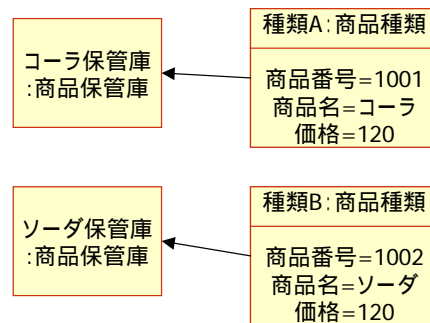 コーラ保管庫
:商品保管庫
種類A:商品種類
商品番号=1001
商品名=コーラ
価格=120
ソーダ保管庫
:商品保管庫
種類B:商品種類
商品番号=1002
商品名=ソーダ
価格=120